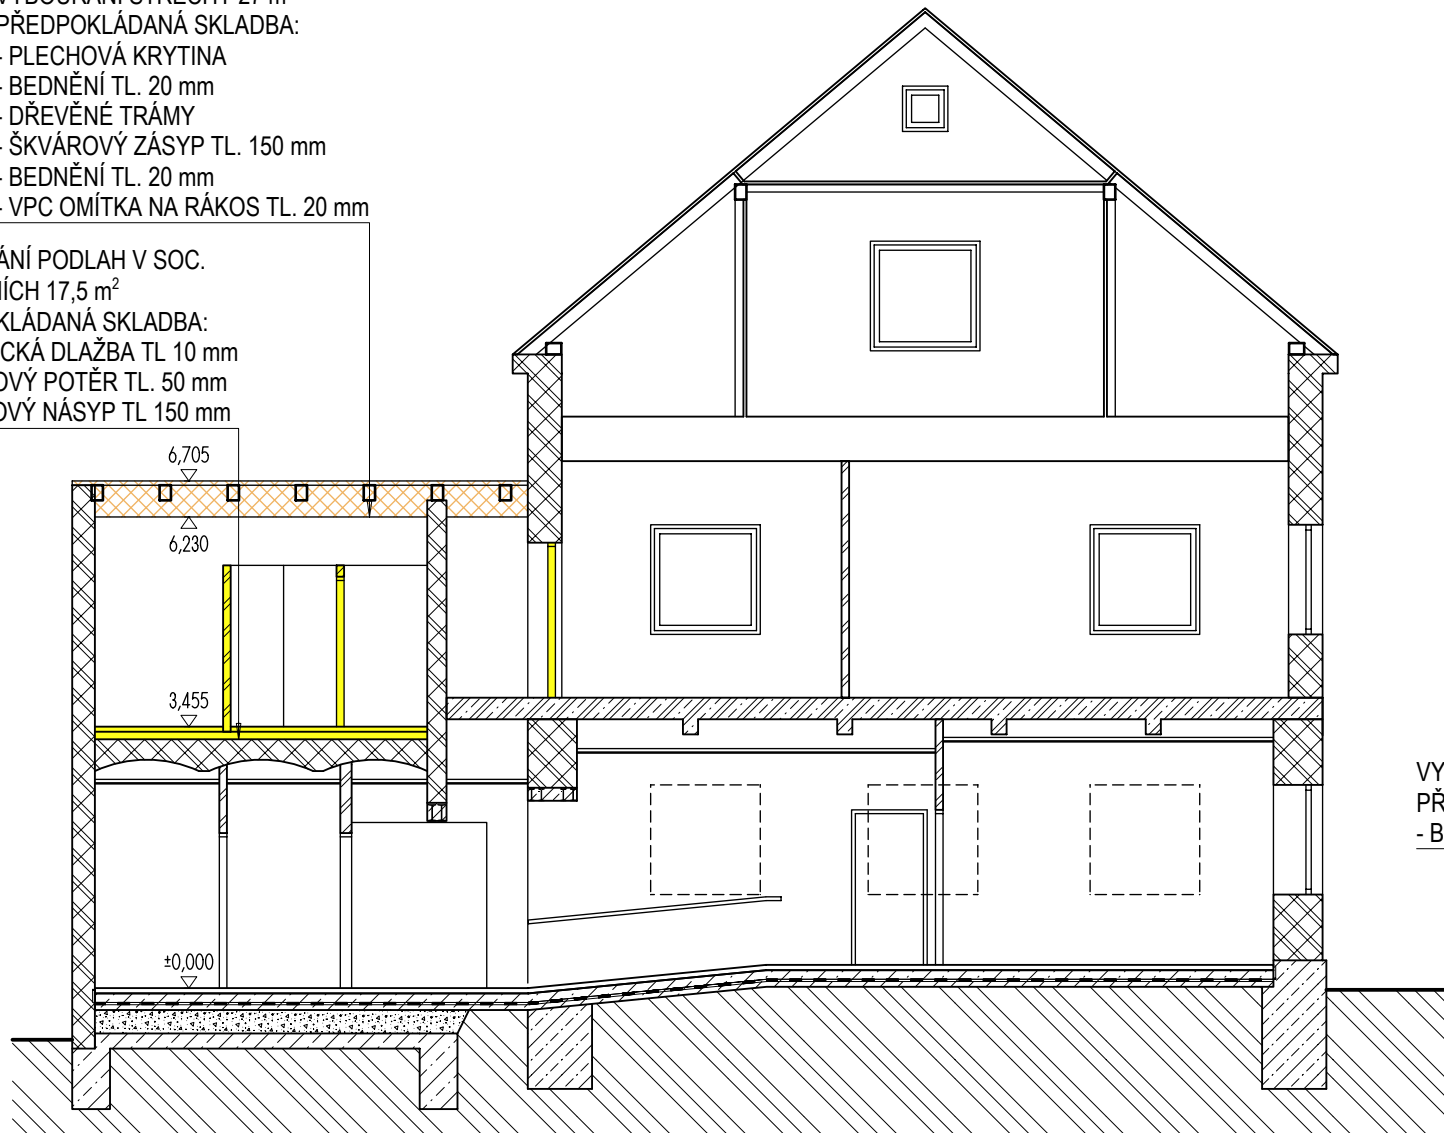 PŘEDPOKLÁDANÁ SKLADBA:
- PLECHOVÁ KRYTINA
- BEDNĚNÍ TL. 20 mm
- DŘEVĚNÉ TRÁMY
- ŠKVÁROVÝ ZÁSYP TL. 150 mm
- BEDNĚNÍ TL. 20 mm
- VPC OMÍTKA NA RÁKOS TL. 20 mm
ÁNÍ PODLAH V SOC.
ÍCH 17,5 m²
KLÁDANÁ SKLADBA:
CKÁ DLAŽBA TL 10 mm
OVÝ POTĚR TL. 50 mm
OVÝ NÁSYP TL 150 mm
6,705
6,230
3,455
±0,000
VY
PŘ
- B